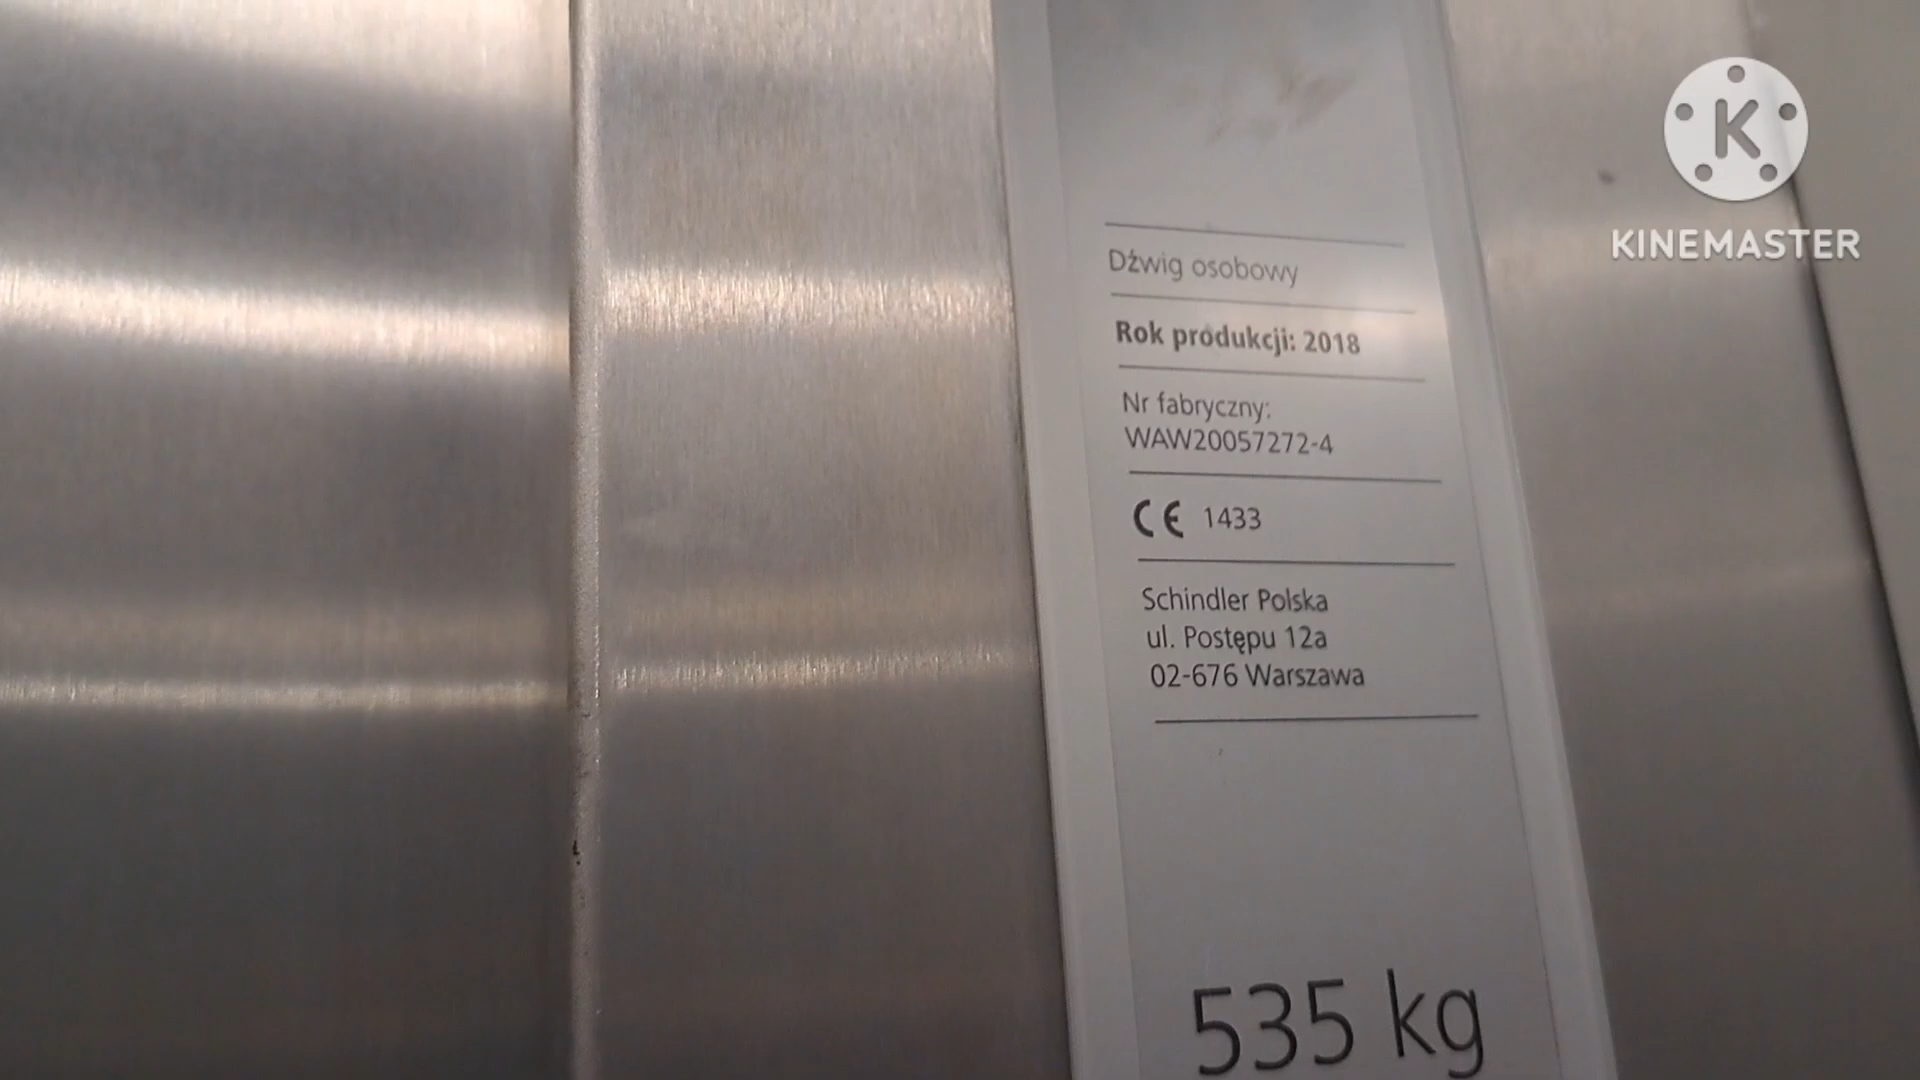 Dźwig osobowy
Rok produkcji: 2018
Nr fabryczny:
WAW20057272-4
CE 1433
Schindler Polska
ul. Postępu 12a
02-676 Warszawa
535 kg
K
KINEMASTER